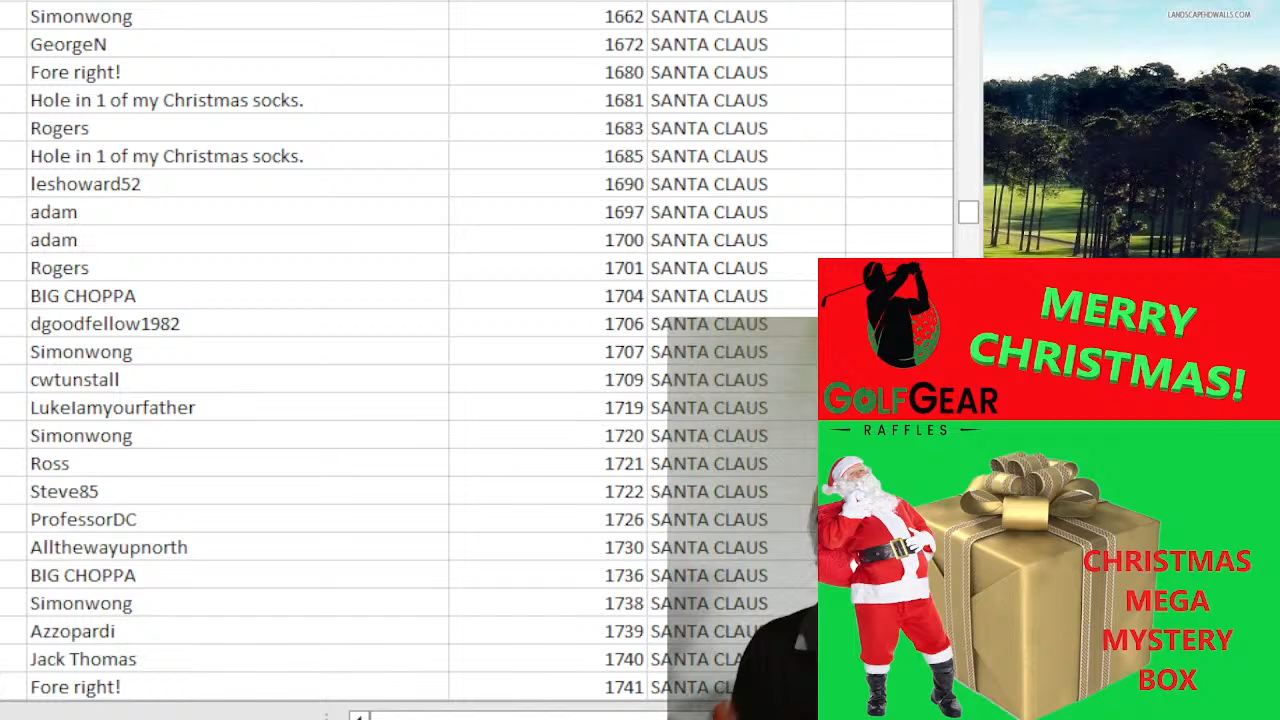 Simonwong 1662 SANTA CLAUS
GeorgeN 1672 SANTA CLAUS
Fore right! 1680 SANTA CLAUS
Hole in 1 of my Christmas socks. 1681 SANTA CLAUS
Rogers 1683 SANTA CLAUS
Hole in 1 of my Christmas socks. 1685 SANTA CLAUS
leshoward52 1690 SANTA CLAUS
adam 1697 SANTA CLAUS
adam 1700 SANTA CLAUS
Rogers 1701 SANTA CLAUS
BIG CHOPPA 1704 SANTA CLAUS
dgoodfellow1982 1706 SANTA CLAUS
Simonwong 1707 SANTA CLAUS
cwtunstall 1709 SANTA CLAUS
LukeIamyourfather 1719 SANTA CLAUS
Simonwong 1720 SANTA CLAUS
Ross 1721 SANTA CLAUS
Steve85 1722 SANTA CLAUS
ProfessorDC 1726 SANTA CLAUS
Allthewayupnorth 1730 SANTA CLAUS
BIG CHOPPA 1736 SANTA CLAUS
Simonwong 1738 SANTA CLAUS
Azzopardi 1739 SANTA CLAUS
Jack Thomas 1740 SANTA CLAUS
Fore right! 1741 SANTA CLAUS
LANDSCAPEHDWALLS.COM
MERRY
CHRISTMAS!
GOLFGEAR
RAFFLES
CHRISTMAS
MEGA
MYSTERY
BOX